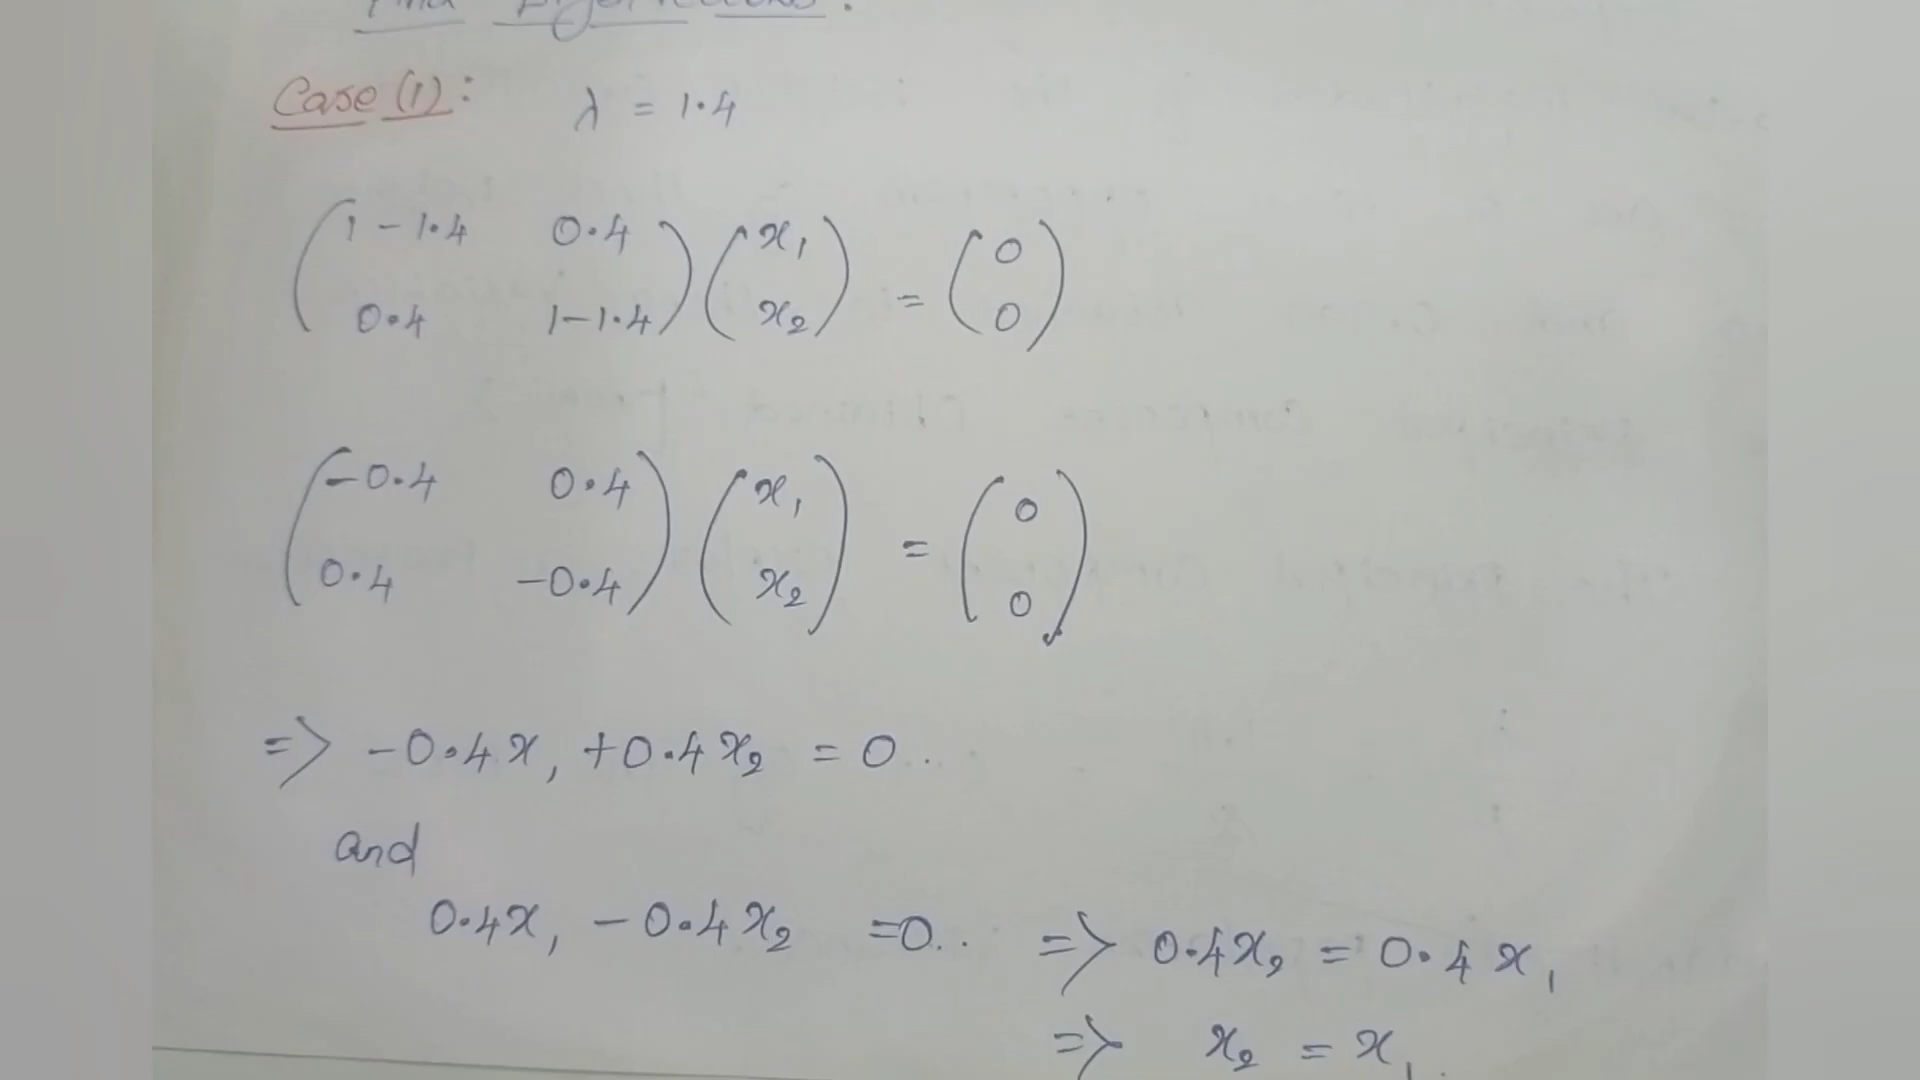 Find
Case (1): λ = 1.4
(1-1.4 0.4) (x₁) = (0)
(0.4 1-1.4) (x₂) (0)
(-0.4 0.4) (x₁) = (0)
(0.4 -0.4) (x₂) (0)
=> -0.4x₁ +0.4x₂ = 0..
and
0.4x₁ - 0.4x₂ =0.. => 0.4x₂ = 0.4x₁
=> x₂ = x₁.